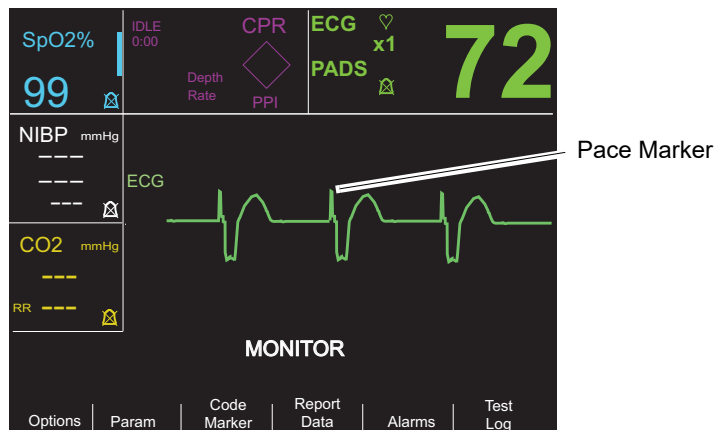 SpO2%
99
IDLE
0:00
CPR
Depth
Rate
PPI
ECG
x1
PADS
72
NIBP mmHg
---
---
---
ECG
Pace Marker
CO2 mmHg
---
RR ---
MONITOR
Options
Param
Code
Marker
Report
Data
Alarms
Test
Log